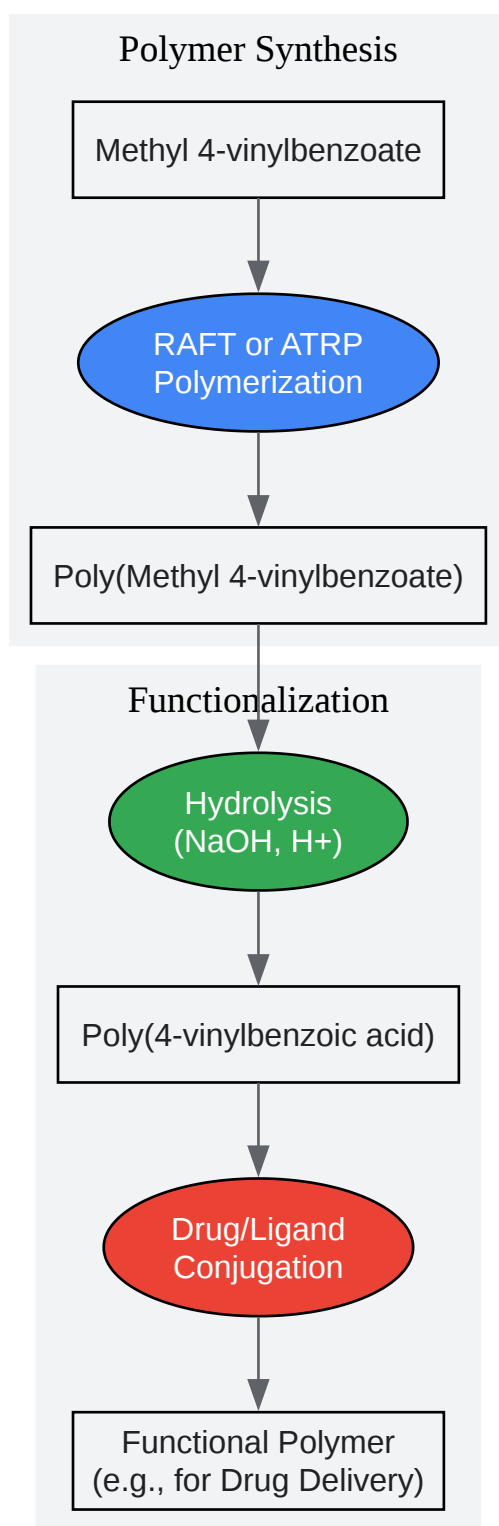 Polymer Synthesis
Methyl 4-vinylbenzoate
RAFT or ATRP
Polymerization
Poly(Methyl 4-vinylbenzoate)
Functionalization
Hydrolysis
(NaOH, H+)
Poly(4-vinylbenzoic acid)
Drug/Ligand
Conjugation
Functional Polymer
(e.g., for Drug Delivery)